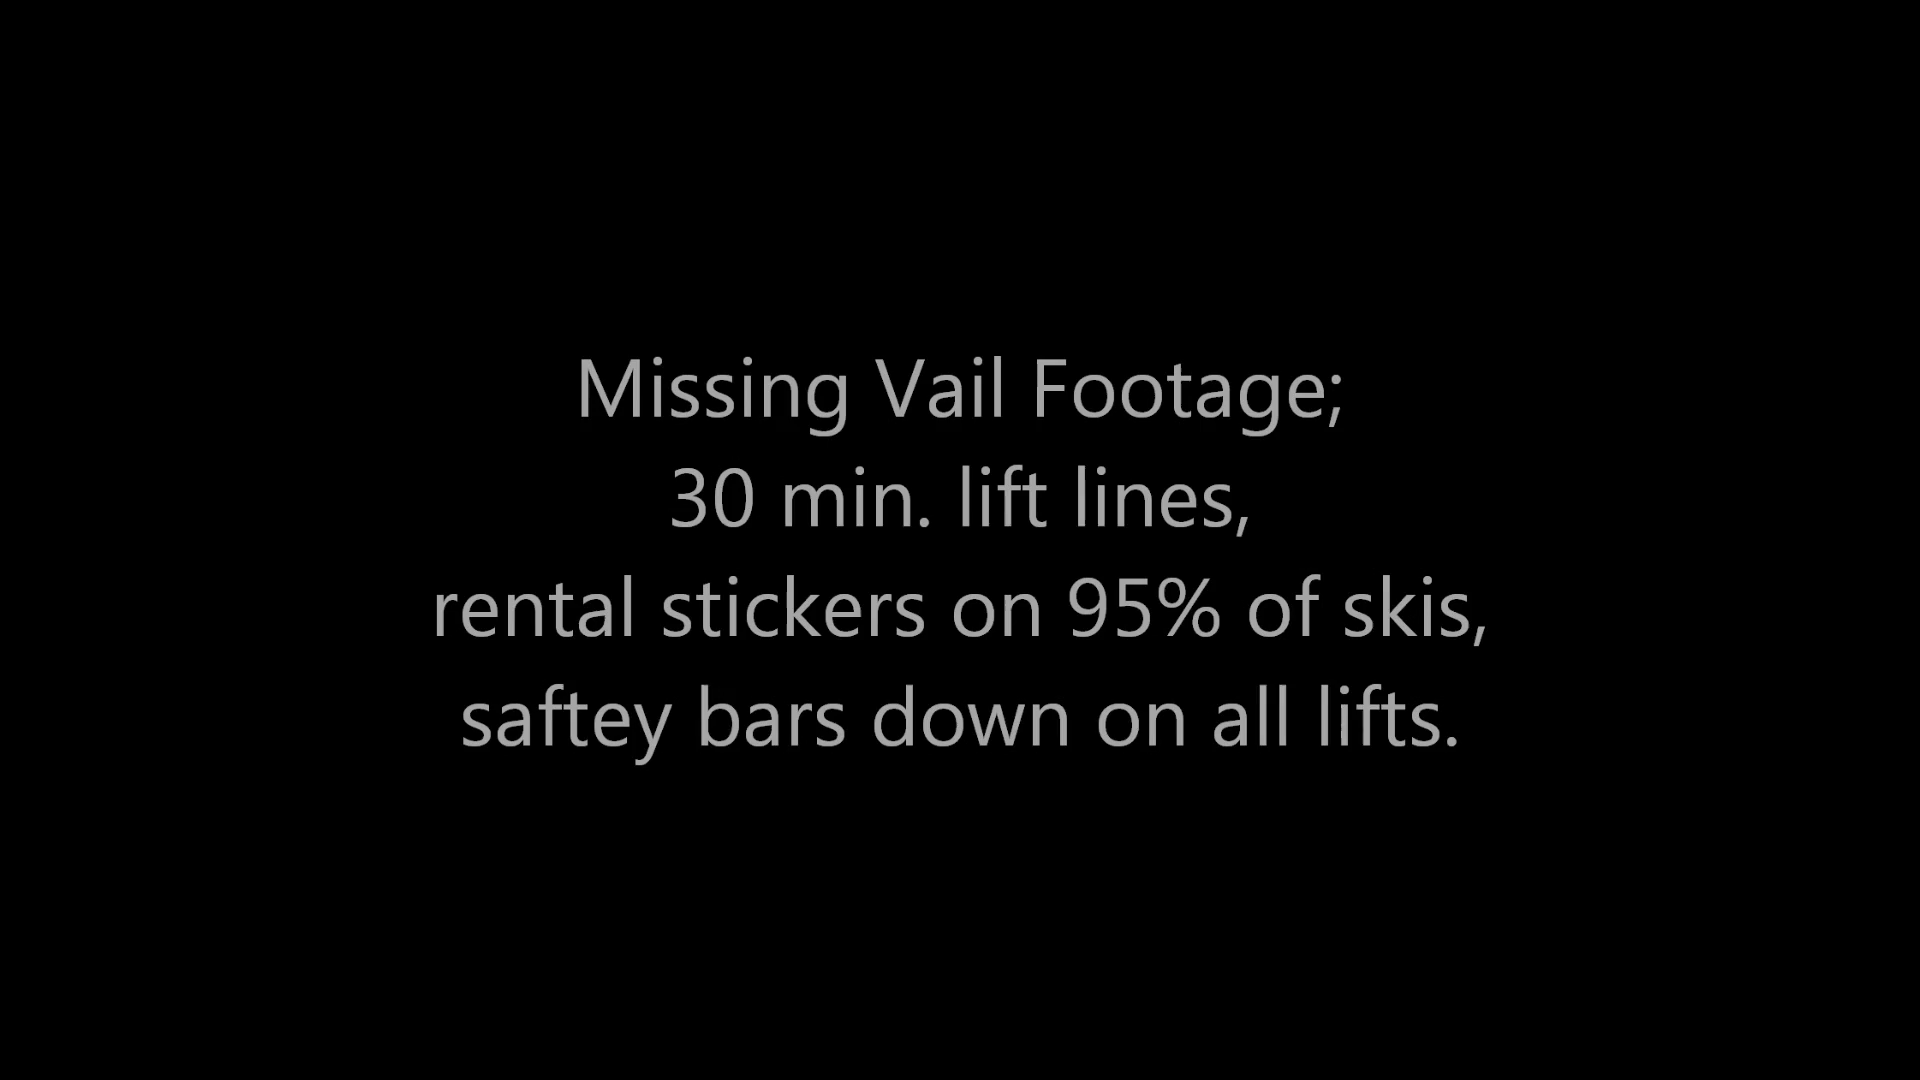 Missing Vail Footage;
30 min. lift lines,
rental stickers on 95% of skis,
saftey bars down on all lifts.